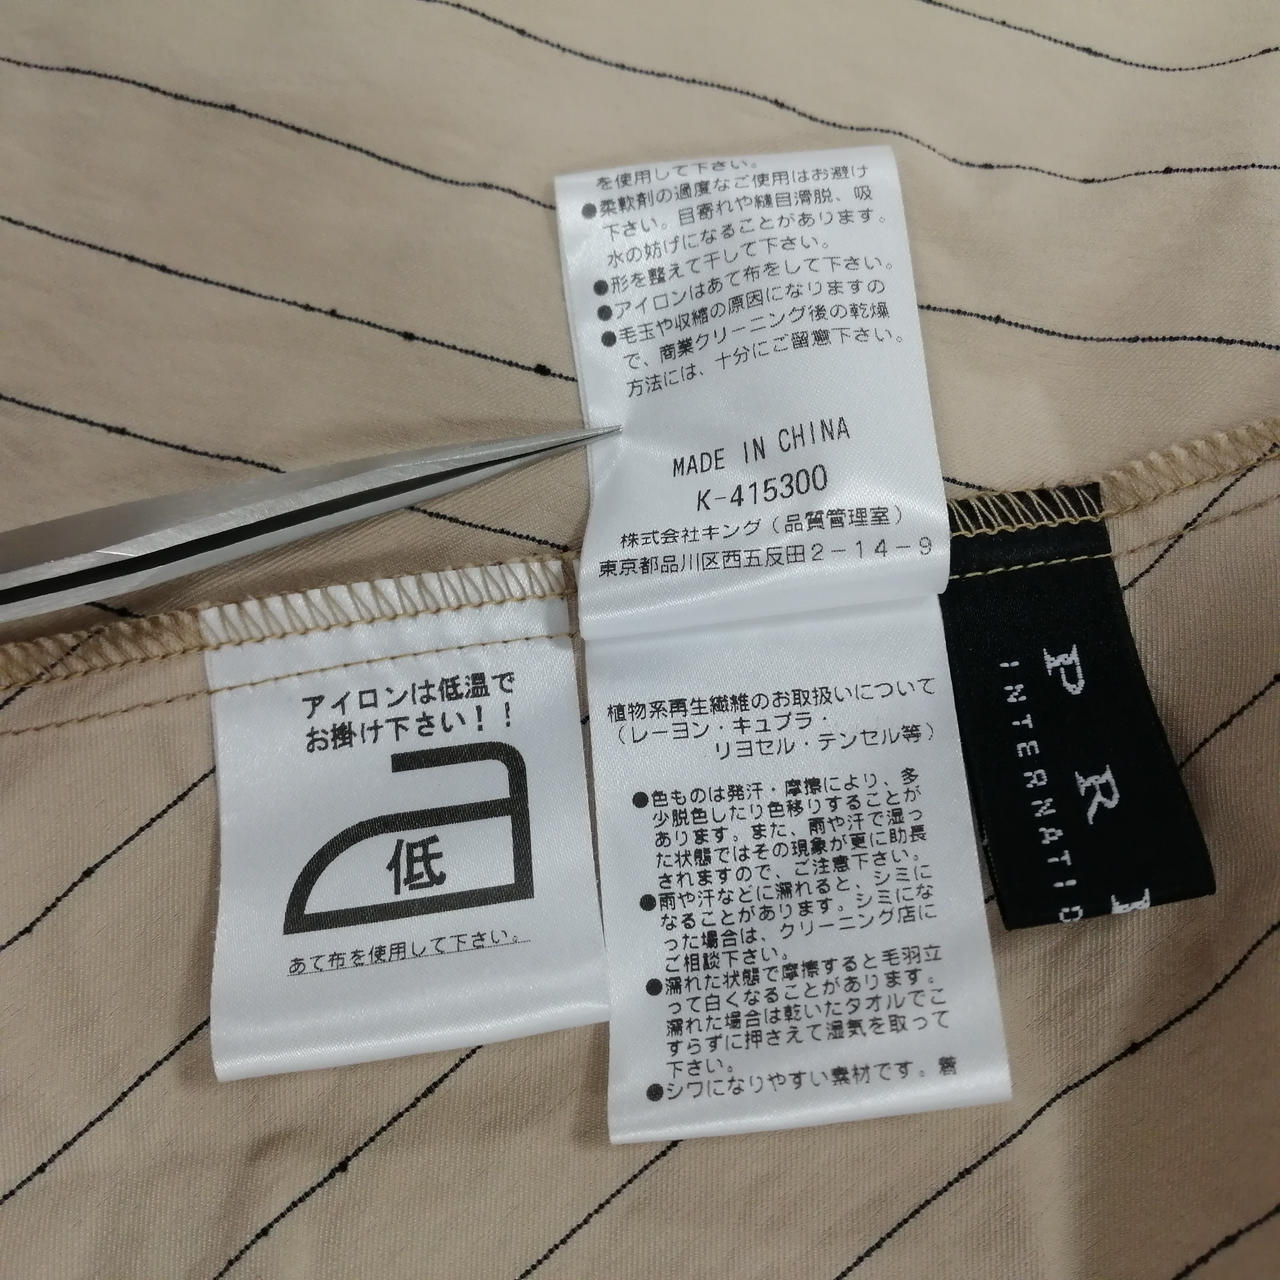 を使用して下さい。
●柔軟剤の過度なご使用はお避け
下さい。目寄れや縫目滑脱、吸
水の妨げになることがあります。
●形を整えて干して下さい。
●アイロンはあて布をして下さい。
●毛玉や収縮の原因になりますの
で、商業クリーニング後の乾燥
方法には、十分にご留意下さい。
MADE IN CHINA
K-415300
株式会社キング(品質管理室)
東京都品川区西五反田2-14-9
アイロンは低温で
お掛け下さい!!
低
あて布を使用して下さい。
植物系再生繊維のお取扱いについて
(レーヨン・キュプラ・
リヨセル・テンセル等)
●色ものは発汗・摩擦により、多
少脱色したり色移りすることが
あります。また、雨や汗で湿っ
た状態ではその現象が更に助長
されますので、ご注意下さい。
●雨や汗などに濡れると、シミに
なることがあります。シミにな
った場合は、クリーニング店に
ご相談下さい。
●濡れた状態で摩擦すると毛羽立
って白くなることがあります。
濡れた場合は乾いたタオルでこ
すらずに押さえて湿気を取って
下さい。
●シワになりやすい素材です。着
P R
INTERNATIO